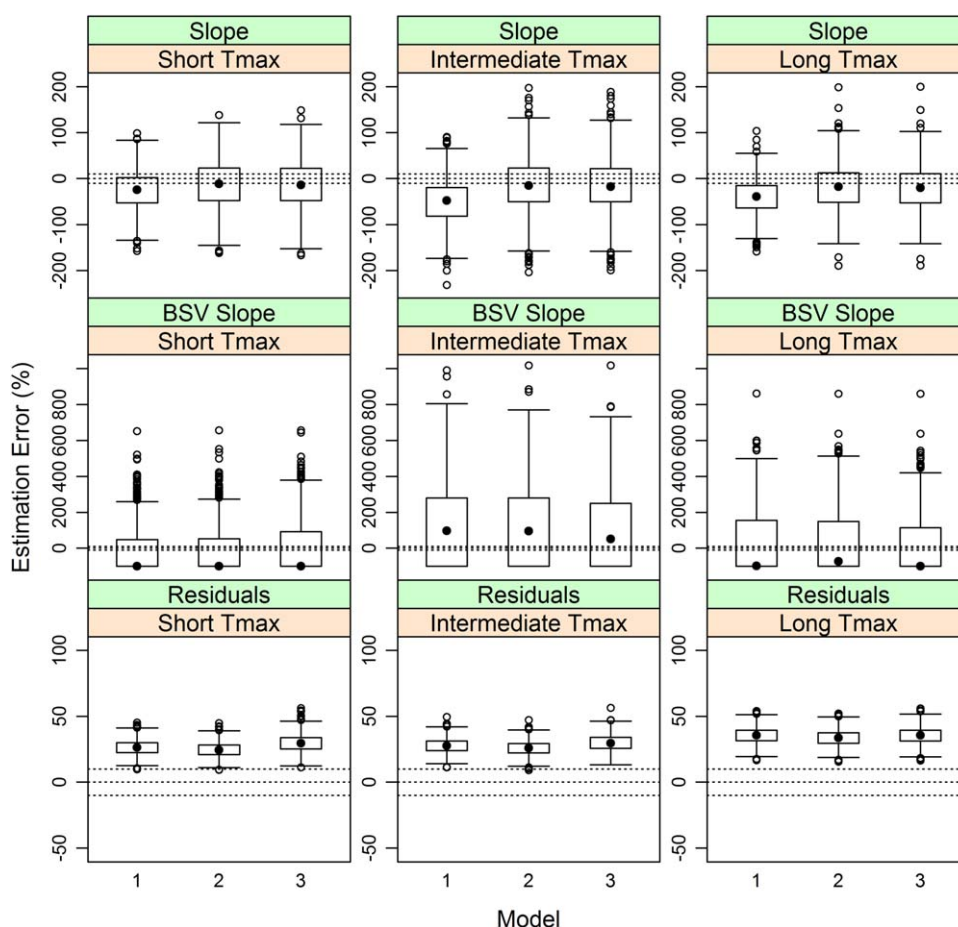 Slope Slope Slope
Short Tmax Intermediate Tmax Long Tmax
200 200 200
100 100 100
0 0 0
-100 -100 -100
-200 -200 -200
BSV Slope BSV Slope BSV Slope
Short Tmax Intermediate Tmax Long Tmax
800 800 800
600 600 600
400 400 400
200 200 200
0 0 0
Estimation Error (%)
Residuals Residuals Residuals
Short Tmax Intermediate Tmax Long Tmax
100 100 100
50 50 50
0 0 0
-50 -50 -50
1 2 3 1 2 3 1 2 3
Model